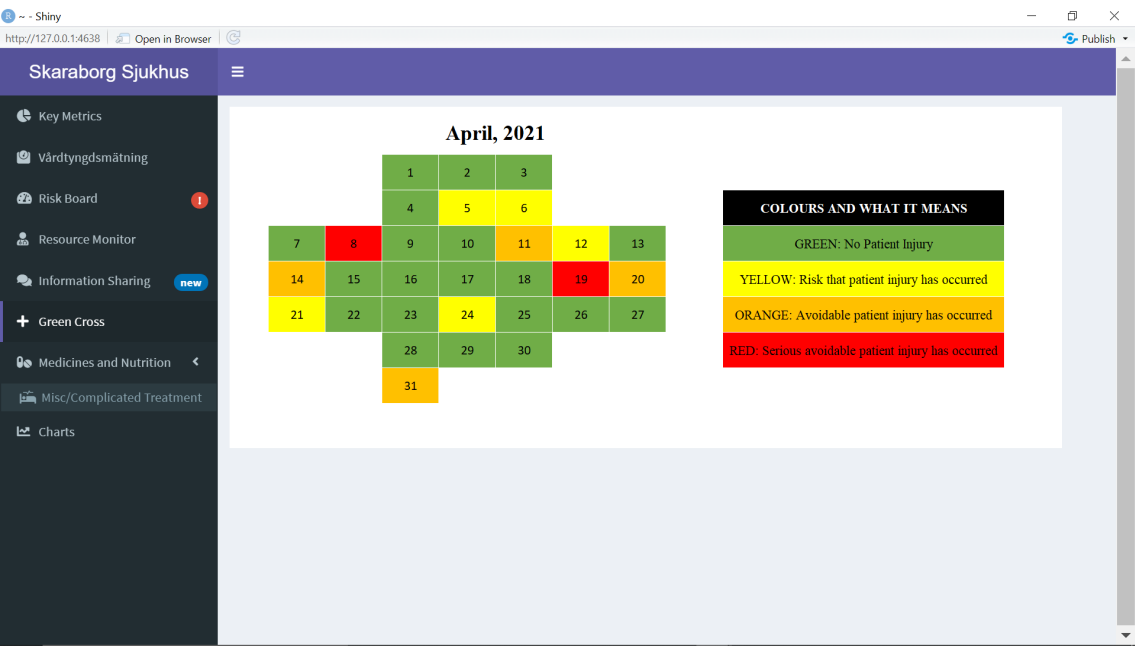 ~ - Shiny
http://127.0.0.1:4638
Open in Browser
Publish
Skaraborg Sjukhus
Key Metrics
Vårdtyngdsmätning
Risk Board
!
Resource Monitor
Information Sharing
new
Green Cross
Medicines and Nutrition
Misc/Complicated Treatment
Charts
April, 2021
1 2 3
4 5 6
7 8 9 10 11 12 13
14 15 16 17 18 19 20
21 22 23 24 25 26 27
28 29 30
31
COLOURS AND WHAT IT MEANS
GREEN: No Patient Injury
YELLOW: Risk that patient injury has occurred
ORANGE: Avoidable patient injury has occurred
RED: Serious avoidable patient injury has occurred